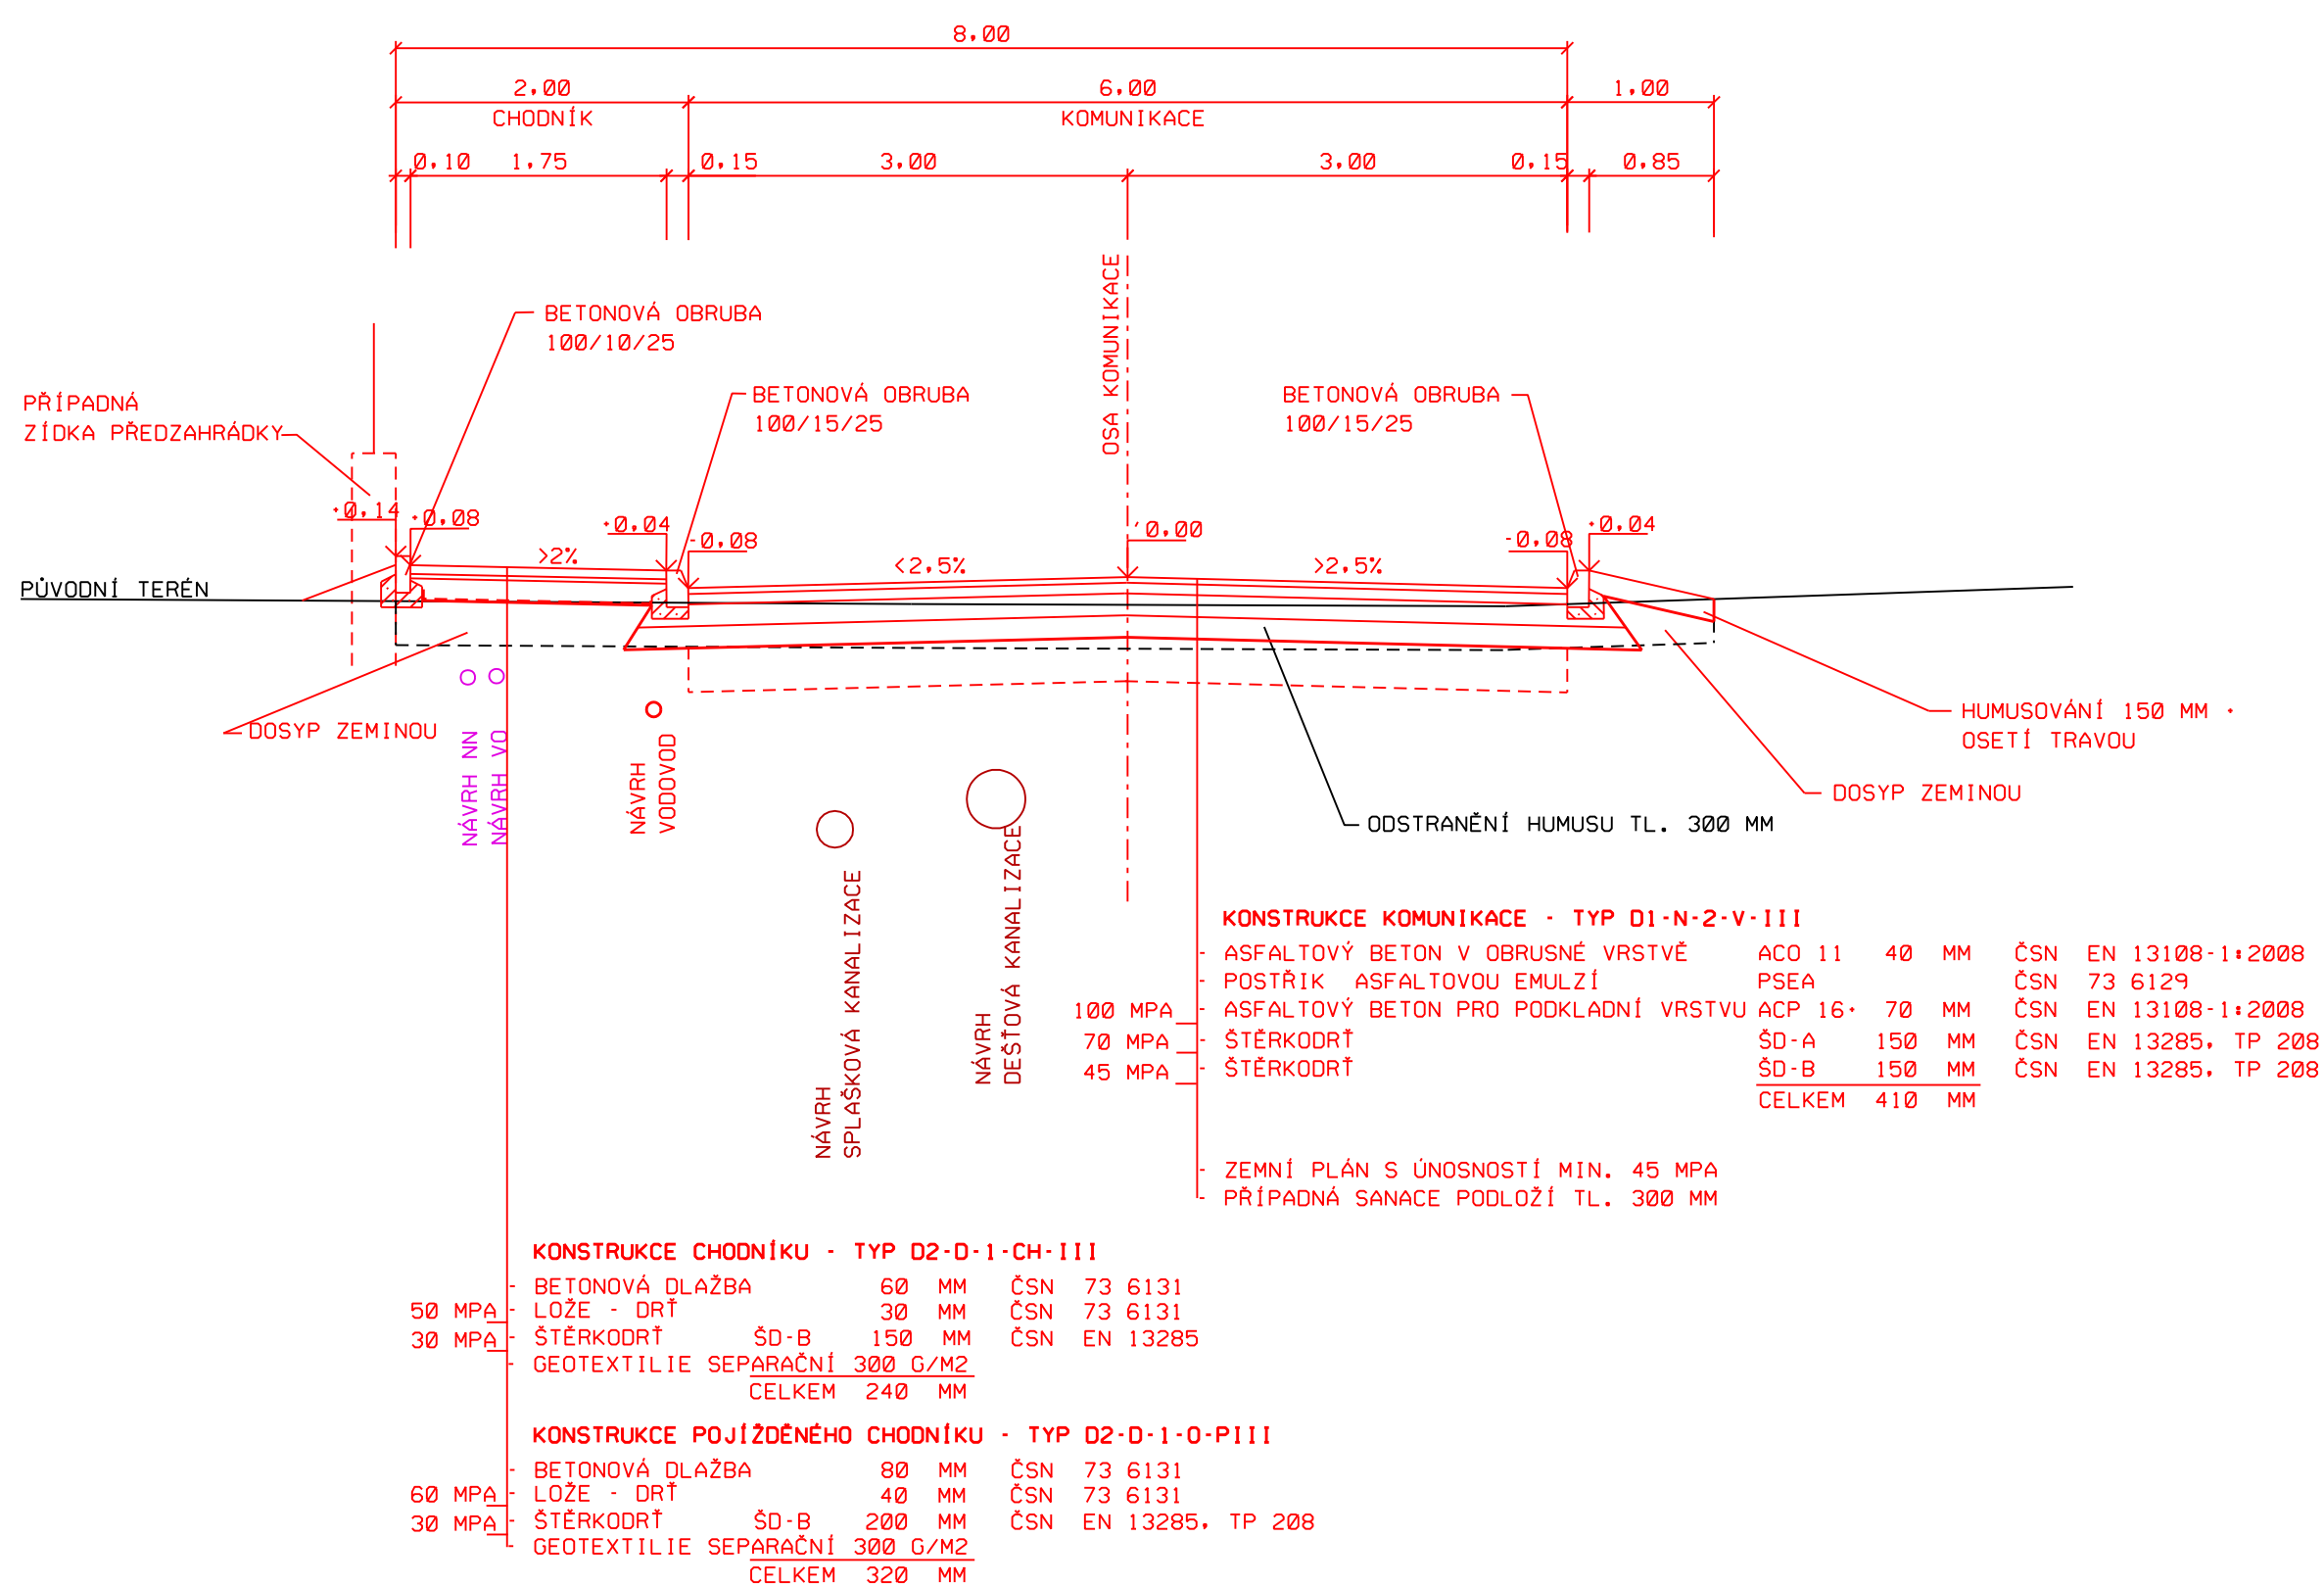 8,00
2,00 6,00 1,00
CHODNÍK KOMUNIKACE
0,10 1,75 0,15 3,00 3,00 0,15 0,85
OSA KOMUNIKACE
BETONOVÁ OBRUBA
100/10/25
BETONOVÁ OBRUBA
100/15/25
BETONOVÁ OBRUBA
100/15/25
PŘÍPADNÁ
ZÍDKA PŘEDZAHRÁDKY
+0,14 +0,08 +0,04 -0,08 0,00 -0,08 +0,04
>2% <2,5% >2,5%
PŮVODNÍ TERÉN
DOSYP ZEMINOU
NÁVRH NN
NÁVRH VO
NÁVRH
VODOVOD
HUMUSOVÁNÍ 150 MM +
OSETÍ TRAVOU
DOSYP ZEMINOU
ODSTRANĚNÍ HUMUSU TL. 300 MM
NÁVRH
SPLAŠKOVÁ KANALIZACE
NÁVRH
DEŠŤOVÁ KANALIZACE
KONSTRUKCE KOMUNIKACE - TYP D1-N-2-V-III
- ASFALTOVÝ BETON V OBRUSNÉ VRSTVĚ ACO 11 40 MM ČSN EN 13108-1:2008
- POSTŘIK ASFALTOVOU EMULZÍ PSEA ČSN 73 6129
100 MPA - ASFALTOVÝ BETON PRO PODKLADNÍ VRSTVU ACP 16+ 70 MM ČSN EN 13108-1:2008
70 MPA - ŠTĚRKODRŤ ŠD-A 150 MM ČSN EN 13285, TP 208
45 MPA - ŠTĚRKODRŤ ŠD-B 150 MM ČSN EN 13285, TP 208
CELKEM 410 MM
- ZEMNÍ PLÁN S ÚNOSNOSTÍ MIN. 45 MPA
- PŘÍPADNÁ SANACE PODLOŽÍ TL. 300 MM
KONSTRUKCE CHODNÍKU - TYP D2-D-1-CH-III
- BETONOVÁ DLAŽBA 60 MM ČSN 73 6131
50 MPA - LOŽE - DRŤ 30 MM ČSN 73 6131
30 MPA - ŠTĚRKODRŤ ŠD-B 150 MM ČSN EN 13285
- GEOTEXTILIE SEPARAČNÍ 300 G/M2
CELKEM 240 MM
KONSTRUKCE POJÍŽDĚNÉHO CHODNÍKU - TYP D2-D-1-O-PIII
- BETONOVÁ DLAŽBA 80 MM ČSN 73 6131
60 MPA - LOŽE - DRŤ 40 MM ČSN 73 6131
30 MPA - ŠTĚRKODRŤ ŠD-B 200 MM ČSN EN 13285, TP 208
- GEOTEXTILIE SEPARAČNÍ 300 G/M2
CELKEM 320 MM